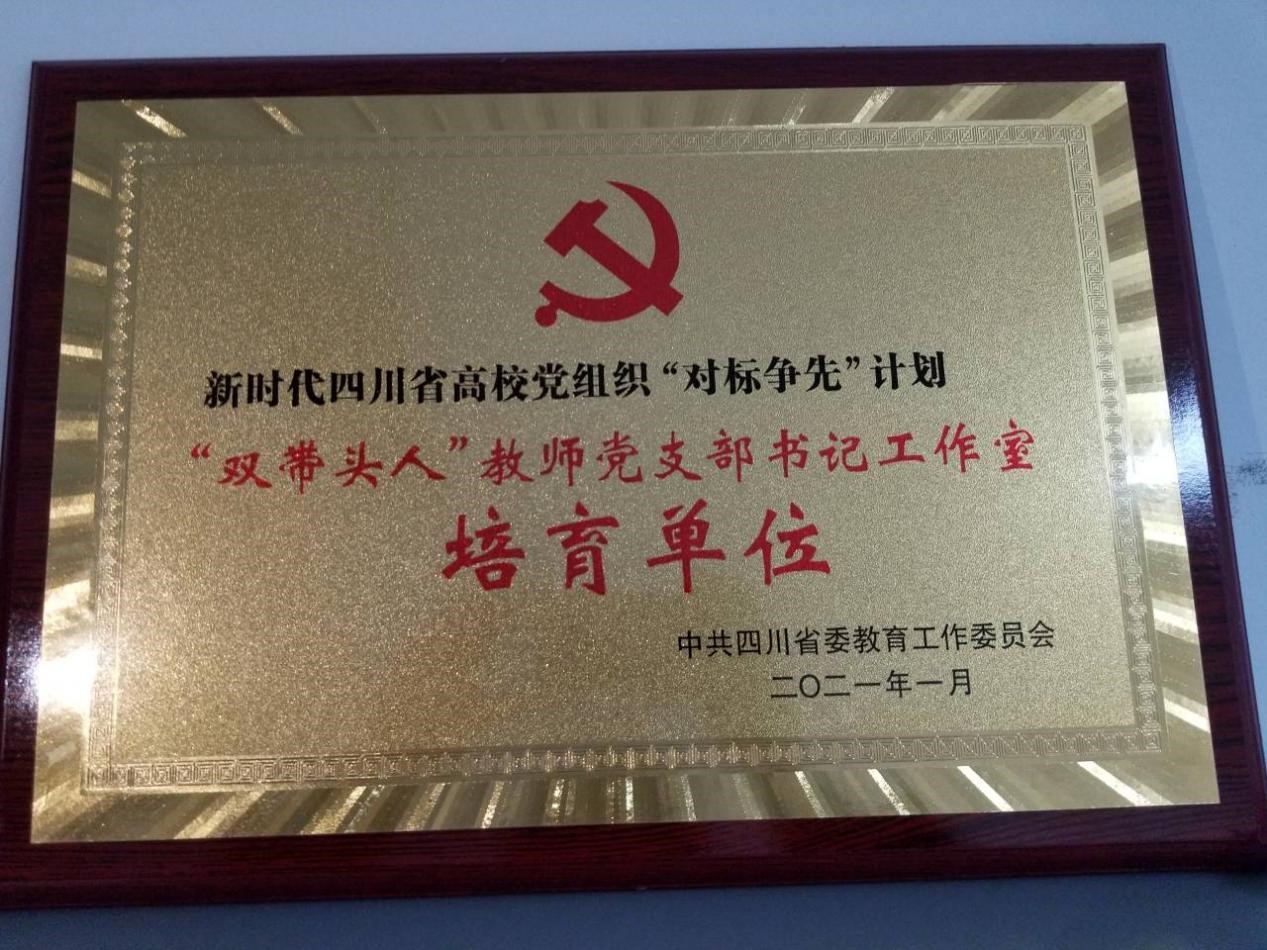 新时代四川省高校党组织“对标争先”计划
“双带头人”教师党支部书记工作室
培育单位
中共四川省委教育工作委员会
二〇二一年一月